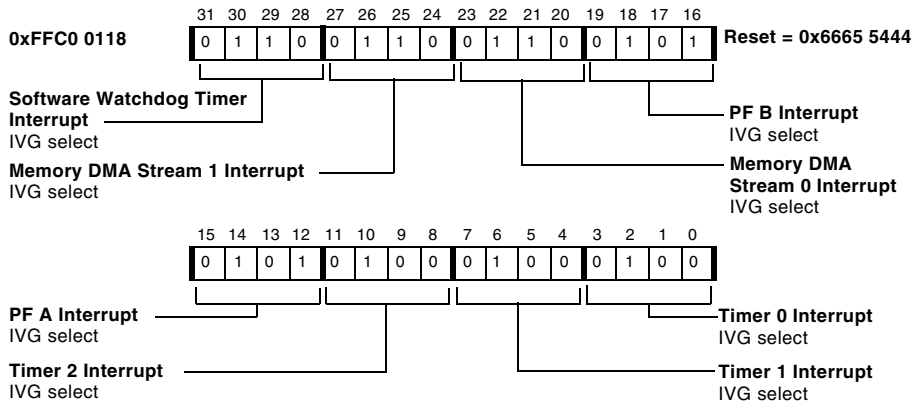 31 30 29 28 27 26 25 24 23 22 21 20 19 18 17 16
0xFFC0 0118
0 1 1 0 0 1 1 0 0 1 1 0 0 1 0 1
Reset = 0x6665 5444
Software Watchdog Timer
Interrupt
IVG select
Memory DMA Stream 1 Interrupt
IVG select
PF B Interrupt
IVG select
Memory DMA
Stream 0 Interrupt
IVG select
15 14 13 12 11 10 9 8 7 6 5 4 3 2 1 0
0 1 0 1 0 1 0 0 0 1 0 0 0 1 0 0
PF A Interrupt
IVG select
Timer 2 Interrupt
IVG select
Timer 0 Interrupt
IVG select
Timer 1 Interrupt
IVG select